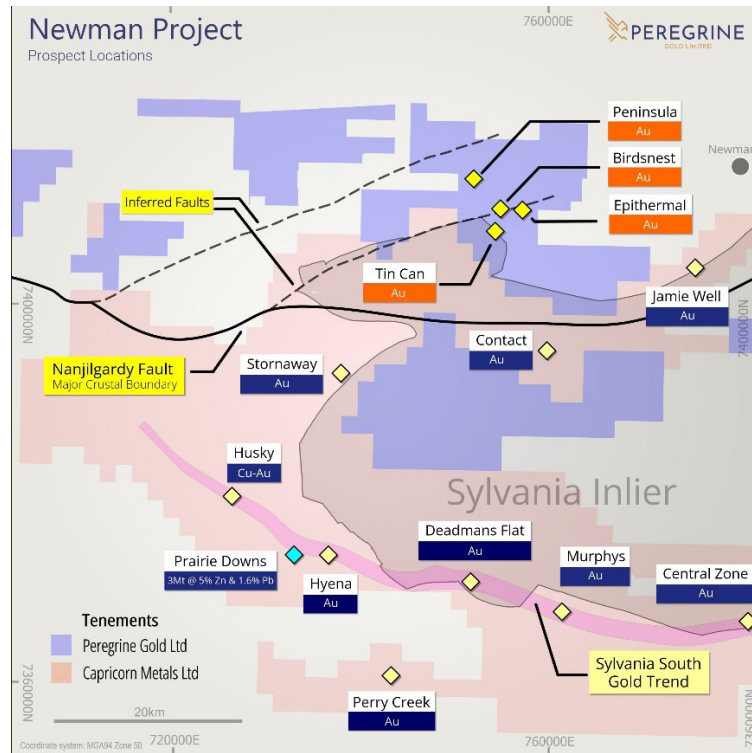 Newman Project
Prospect Locations
760000E
PEREGRINE
GOLD LIMITED
Peninsula
Au
Birdsnest
Au
Newman
Epithermal
Au
Inferred Faults
Tin Can
Au
Jamie Well
Au
7400000N
7400000N
Nanjilgardy Fault
Major Crustal Boundary
Stornaway
Au
Contact
Au
Husky
Cu-Au
Sylvania Inlier
Deadmans Flat
Au
Prairie Downs
3Mt @ 5% Zn & 1.6% Pb
Hyena
Au
Murphys
Au
Central Zone
Au
Tenements
Peregrine Gold Ltd
Capricorn Metals Ltd
Sylvania South
Gold Trend
7360000N
7360000N
20km
Perry Creek
Au
Coordinate system: MGA94 Zone 50
720000E
760000E